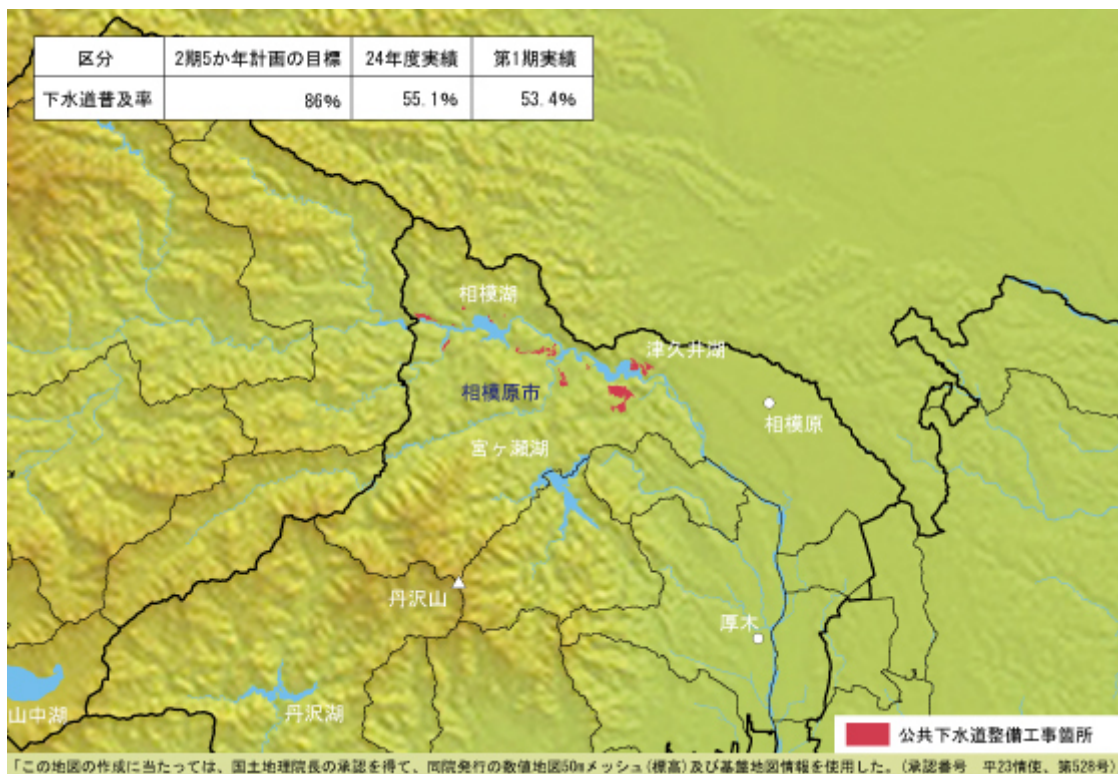 区分 2期5か年計画の目標 24年度実績 第1期実績
下水道普及率 86% 55.1% 53.4%
相模湖
津久井湖
相模原市
相模原
宮ヶ瀬湖
丹沢山
厚木
山中湖
丹沢湖
公共下水道整備工事箇所
「この地図の作成に当たっては、国土地理院長の承認を得て、同院発行の数値地図50mメッシュ(標高)及び基盤地図情報を使用した。(承認番号 平23情使、第528号)